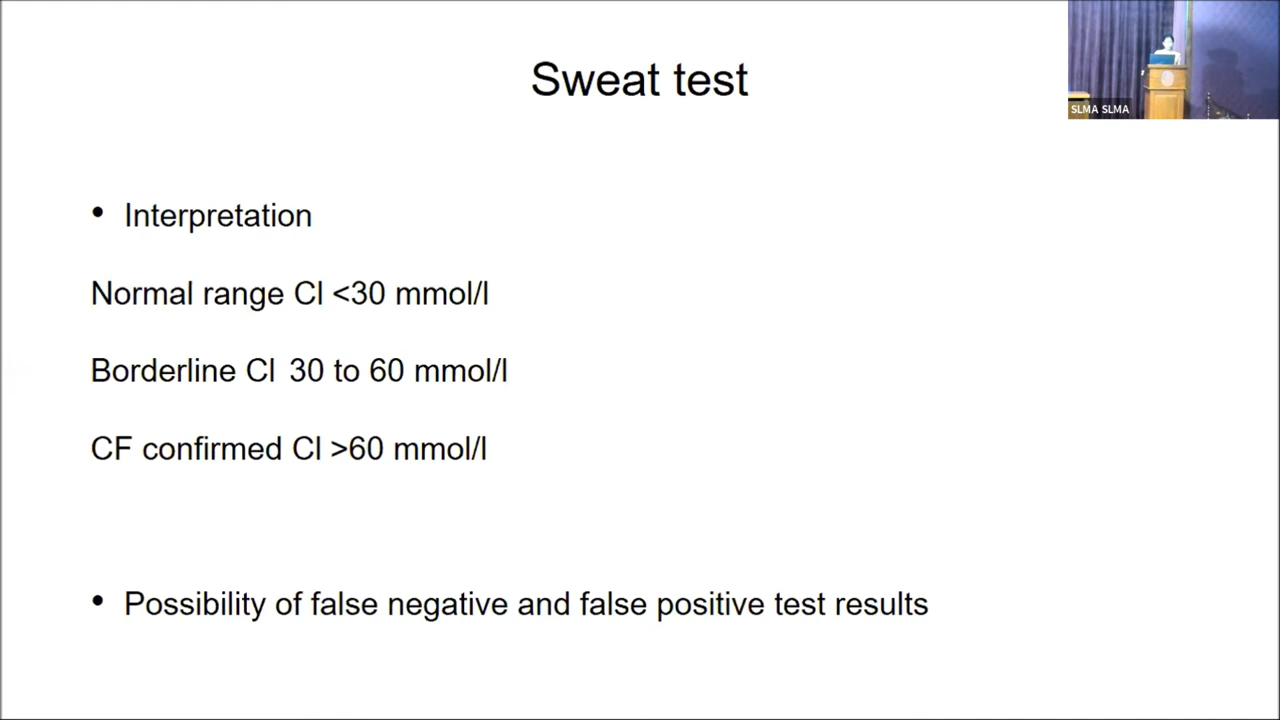 Sweat test
SLMA SLMA
• Interpretation
Normal range Cl <30 mmol/l
Borderline Cl 30 to 60 mmol/l
CF confirmed Cl >60 mmol/l
• Possibility of false negative and false positive test results